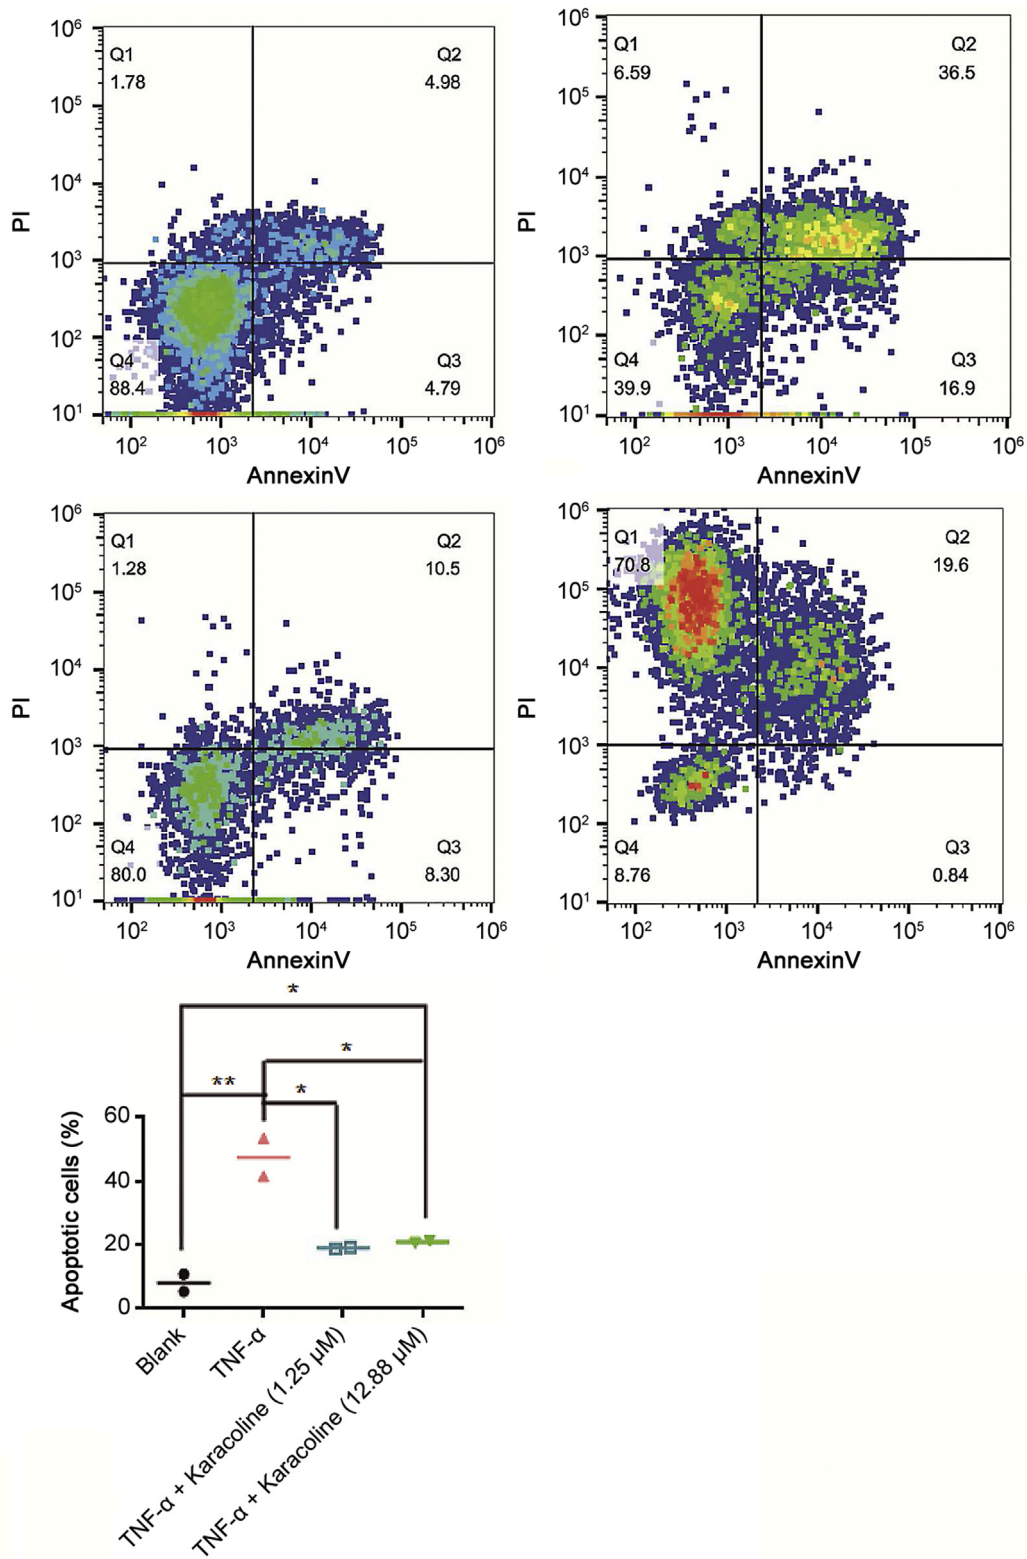 10⁶
Q1
Q2
1.78
4.98
10⁵
10⁴
PI
10³
10²
Q4
Q3
88.4
4.79
10¹
10² 10³ 10⁴ 10⁵ 10⁶
AnnexinV
10⁶
Q1
Q2
6.59
36.5
10⁵
10⁴
PI
10³
10²
Q4
Q3
39.9
16.9
10¹
10² 10³ 10⁴ 10⁵ 10⁶
AnnexinV
10⁶
Q1
Q2
1.28
10.5
10⁵
10⁴
PI
10³
10²
Q4
Q3
80.0
8.30
10¹
10² 10³ 10⁴ 10⁵ 10⁶
AnnexinV
10⁶
Q1
Q2
70.8
19.6
10⁵
10⁴
PI
10³
10²
Q4
Q3
8.76
0.84
10¹
10² 10³ 10⁴ 10⁵ 10⁶
AnnexinV
*
*
**
*
60
40
20
0
Apoptotic cells (%)
Blank
TNF-α
TNF-α + Karacoline (1.25 μM)
TNF-α + Karacoline (12.88 μM)